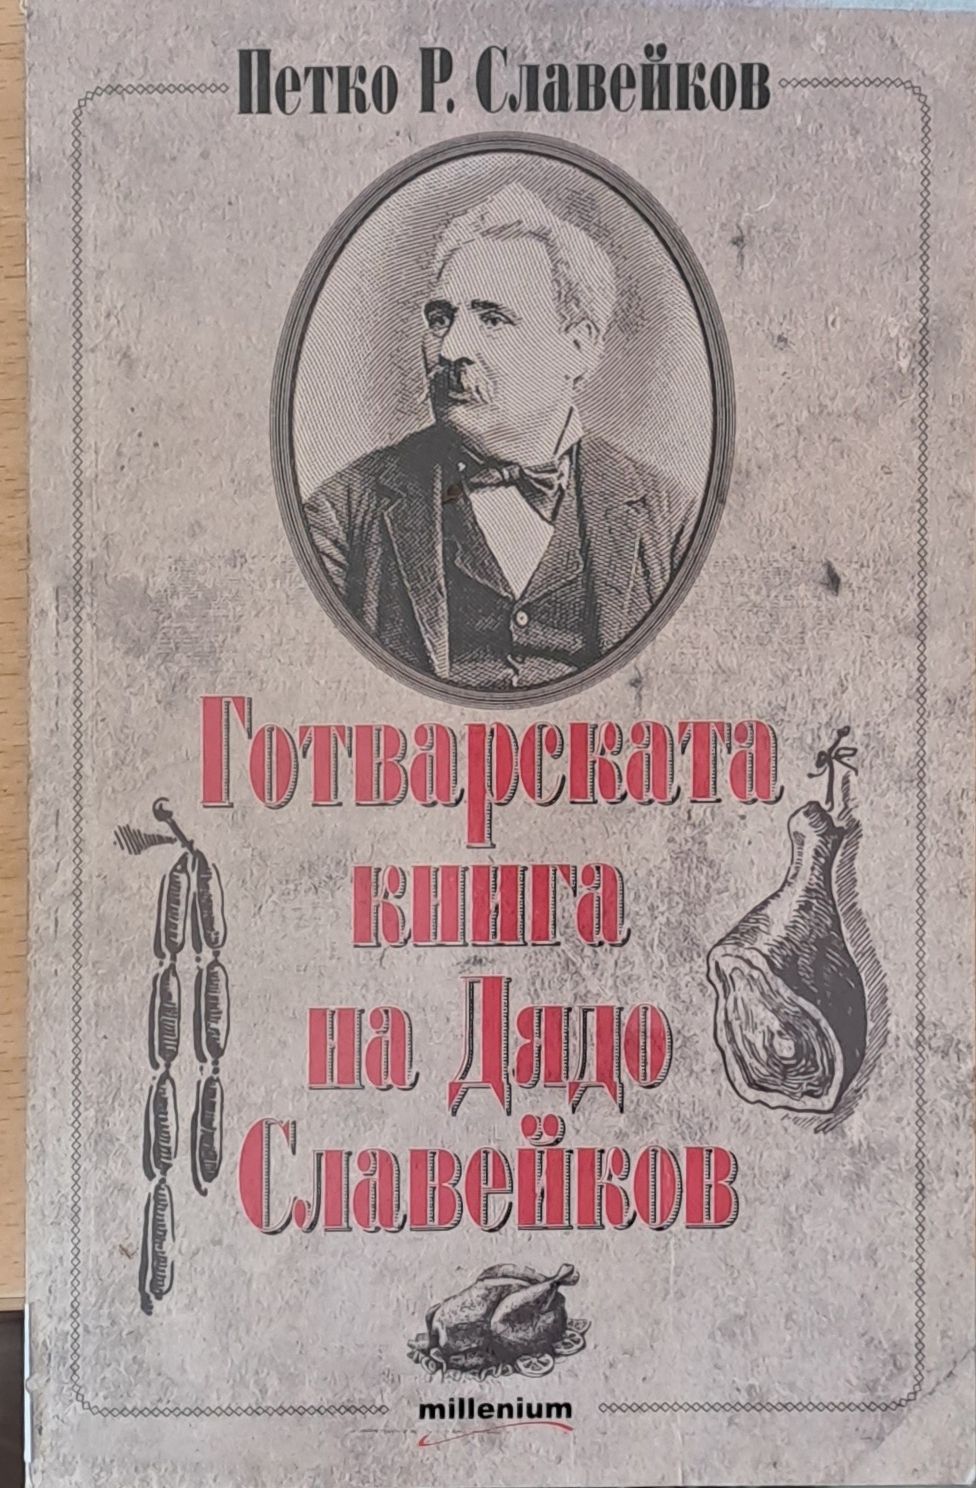 Петко Р. Славейков
Готварската
книга
на Дядо
Славейков
millenium